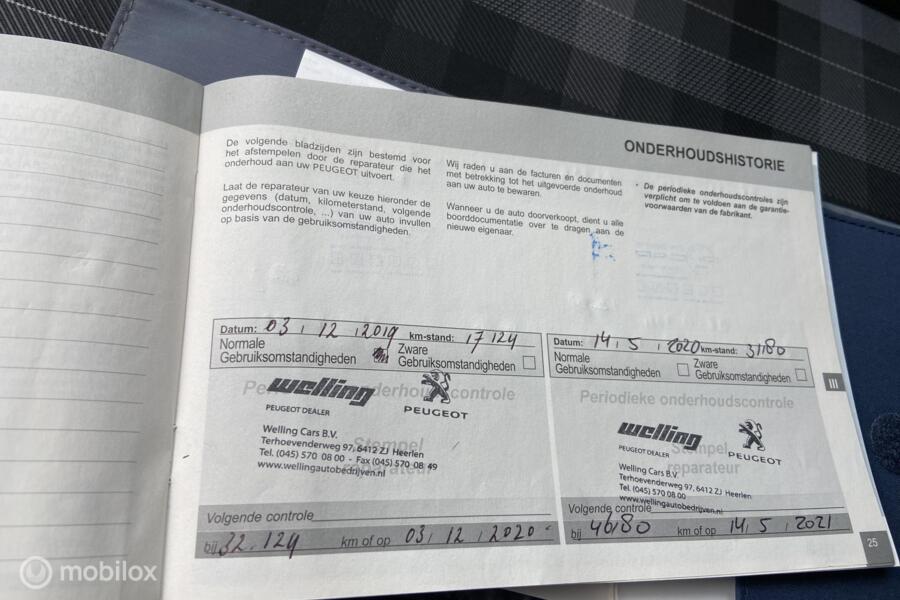 ONDERHOUDSHISTORIE
De volgende bladzijden zijn bestemd voor
het afstempelen door de reparateur die het
onderhoud aan uw PEUGEOT uitvoert.
Laat de reparateur van uw keuze hieronder de
gegevens (datum, kilometerstand, volgende
onderhoudscontrole, ...) van uw auto invullen
op basis van de gebruiksomstandigheden.
Wij raden u aan de facturen en documenten
met betrekking tot het uitgevoerde onderhoud
aan uw auto te bewaren.
Wanneer u de auto doorverkoopt, dient u alle
boorddocumentatie over te dragen aan de
nieuwe eigenaar.
* De periodieke onderhoudscontroles zijn
verplicht om te voldoen aan de garantie-
voorwaarden van de fabrikant.
Datum: 03 , 12 , 2019 km-stand: 17 124
Normale
Gebruiksomstandigheden
Zware
Gebruiksomstandigheden
Periodieke onderhoudscontrole
welling
PEUGEOT DEALER
PEUGEOT
Welling Cars B.V.
Terhoevenderweg 97, 6412 ZJ Heerlen
Tel. (045) 570 08 00 - Fax (045) 570 08 49
www.wellingautobedrijven.nl
Stempel
reparateur
Volgende controle
bij 32.124 km of op 03 , 12 , 2020
Datum: 14 , 5 , 2020 km-stand: 31180
Normale
Gebruiksomstandigheden
Zware
Gebruiksomstandigheden
Periodieke onderhoudscontrole
welling
PEUGEOT DEALER
PEUGEOT
Welling Cars B.V.
Terhoevenderweg 97, 6412 ZJ Heerlen
Tel. (045) 570 08 00
www.wellingautobedrijven.nl
Stempel
reparateur
Volgende controle
bij 46180 km of op 14 , 5 , 2021
III
25
mobilox